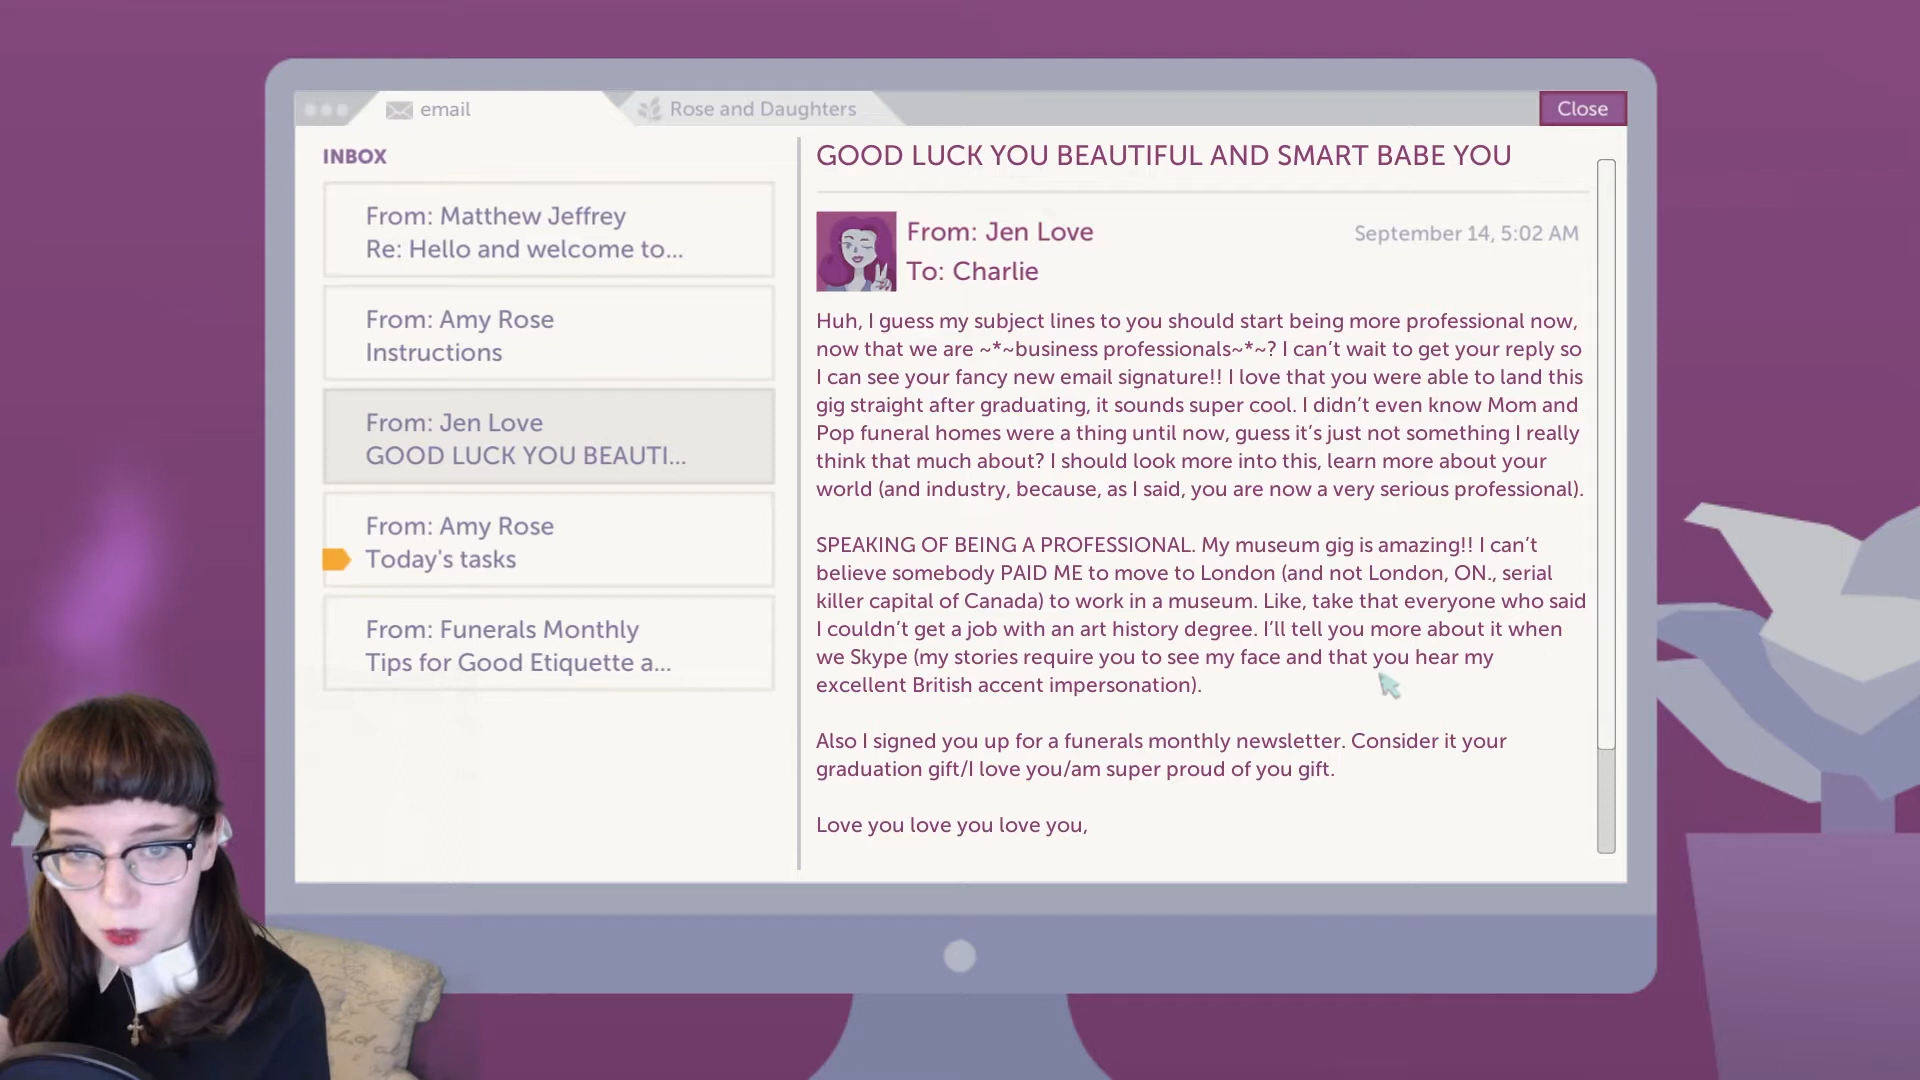 email
Rose and Daughters
Close
INBOX
From: Matthew Jeffrey
Re: Hello and welcome to...
From: Amy Rose
Instructions
From: Jen Love
GOOD LUCK YOU BEAUTI...
From: Amy Rose
Today's tasks
From: Funerals Monthly
Tips for Good Etiquette a...
GOOD LUCK YOU BEAUTIFUL AND SMART BABE YOU
From: Jen Love
September 14, 5:02 AM
To: Charlie
Huh, I guess my subject lines to you should start being more professional now,
now that we are ~*~business professionals~*~? I can't wait to get your reply so
I can see your fancy new email signature!! I love that you were able to land this
gig straight after graduating, it sounds super cool. I didn't even know Mom and
Pop funeral homes were a thing until now, guess it's just not something I really
think that much about? I should look more into this, learn more about your
world (and industry, because, as I said, you are now a very serious professional).
SPEAKING OF BEING A PROFESSIONAL. My museum gig is amazing!! I can't
believe somebody PAID ME to move to London (and not London, ON., serial
killer capital of Canada) to work in a museum. Like, take that everyone who said
I couldn't get a job with an art history degree. I'll tell you more about it when
we Skype (my stories require you to see my face and that you hear my
excellent British accent impersonation).
Also I signed you up for a funerals monthly newsletter. Consider it your
graduation gift/I love you/am super proud of you gift.
Love you love you love you,